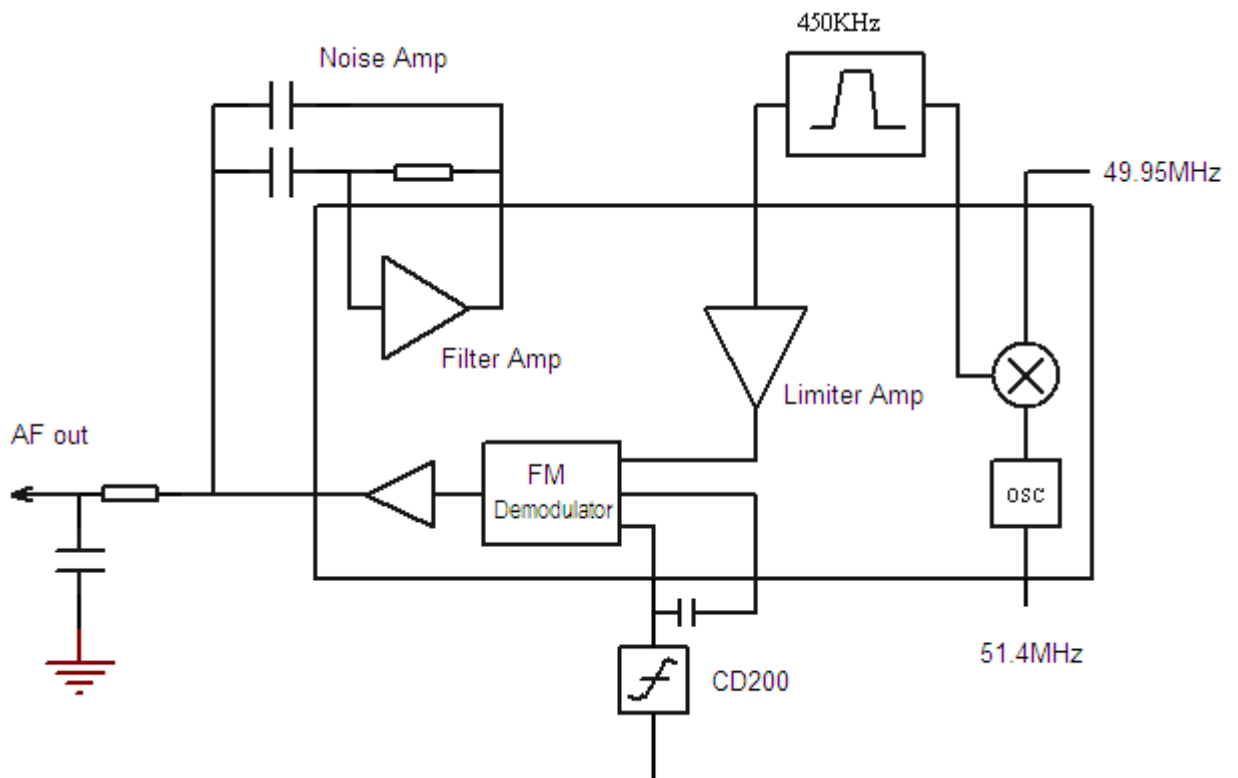 450KHz
Noise Amp
49.95MHz
Filter Amp
Limiter Amp
AF out
FM
Demodulator
osc
51.4MHz
CD200